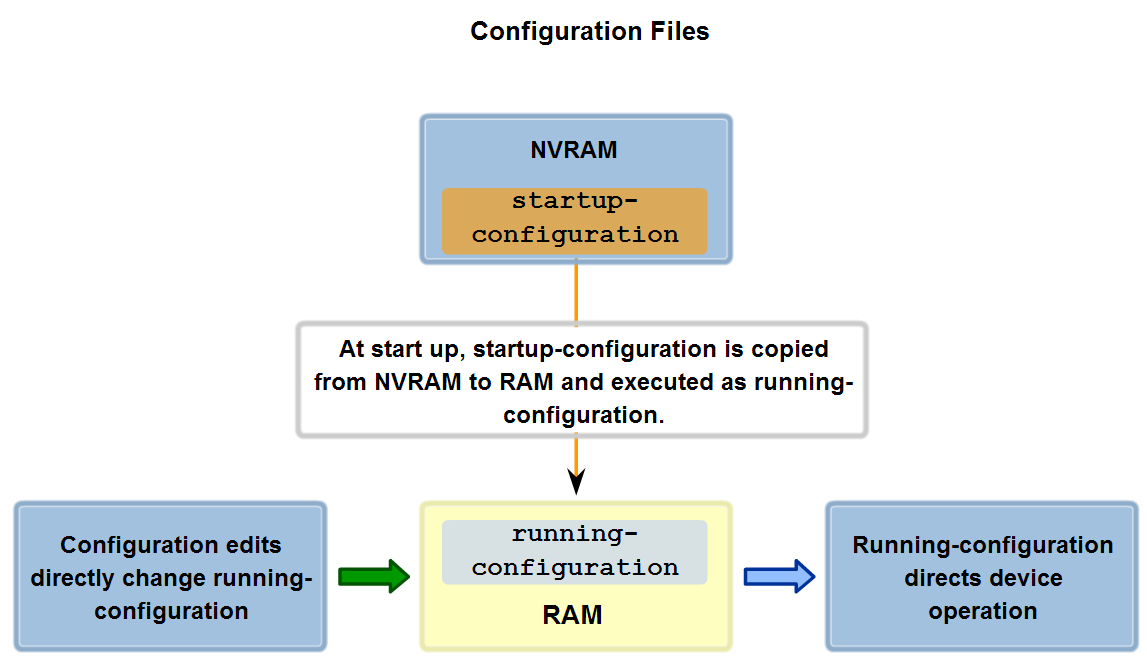 Configuration Files
NVRAM
startup-
configuration
At start up, startup-configuration is copied
from NVRAM to RAM and executed as running-
configuration.
Configuration edits
directly change running-
configuration
running-
configuration
RAM
Running-configuration
directs device
operation